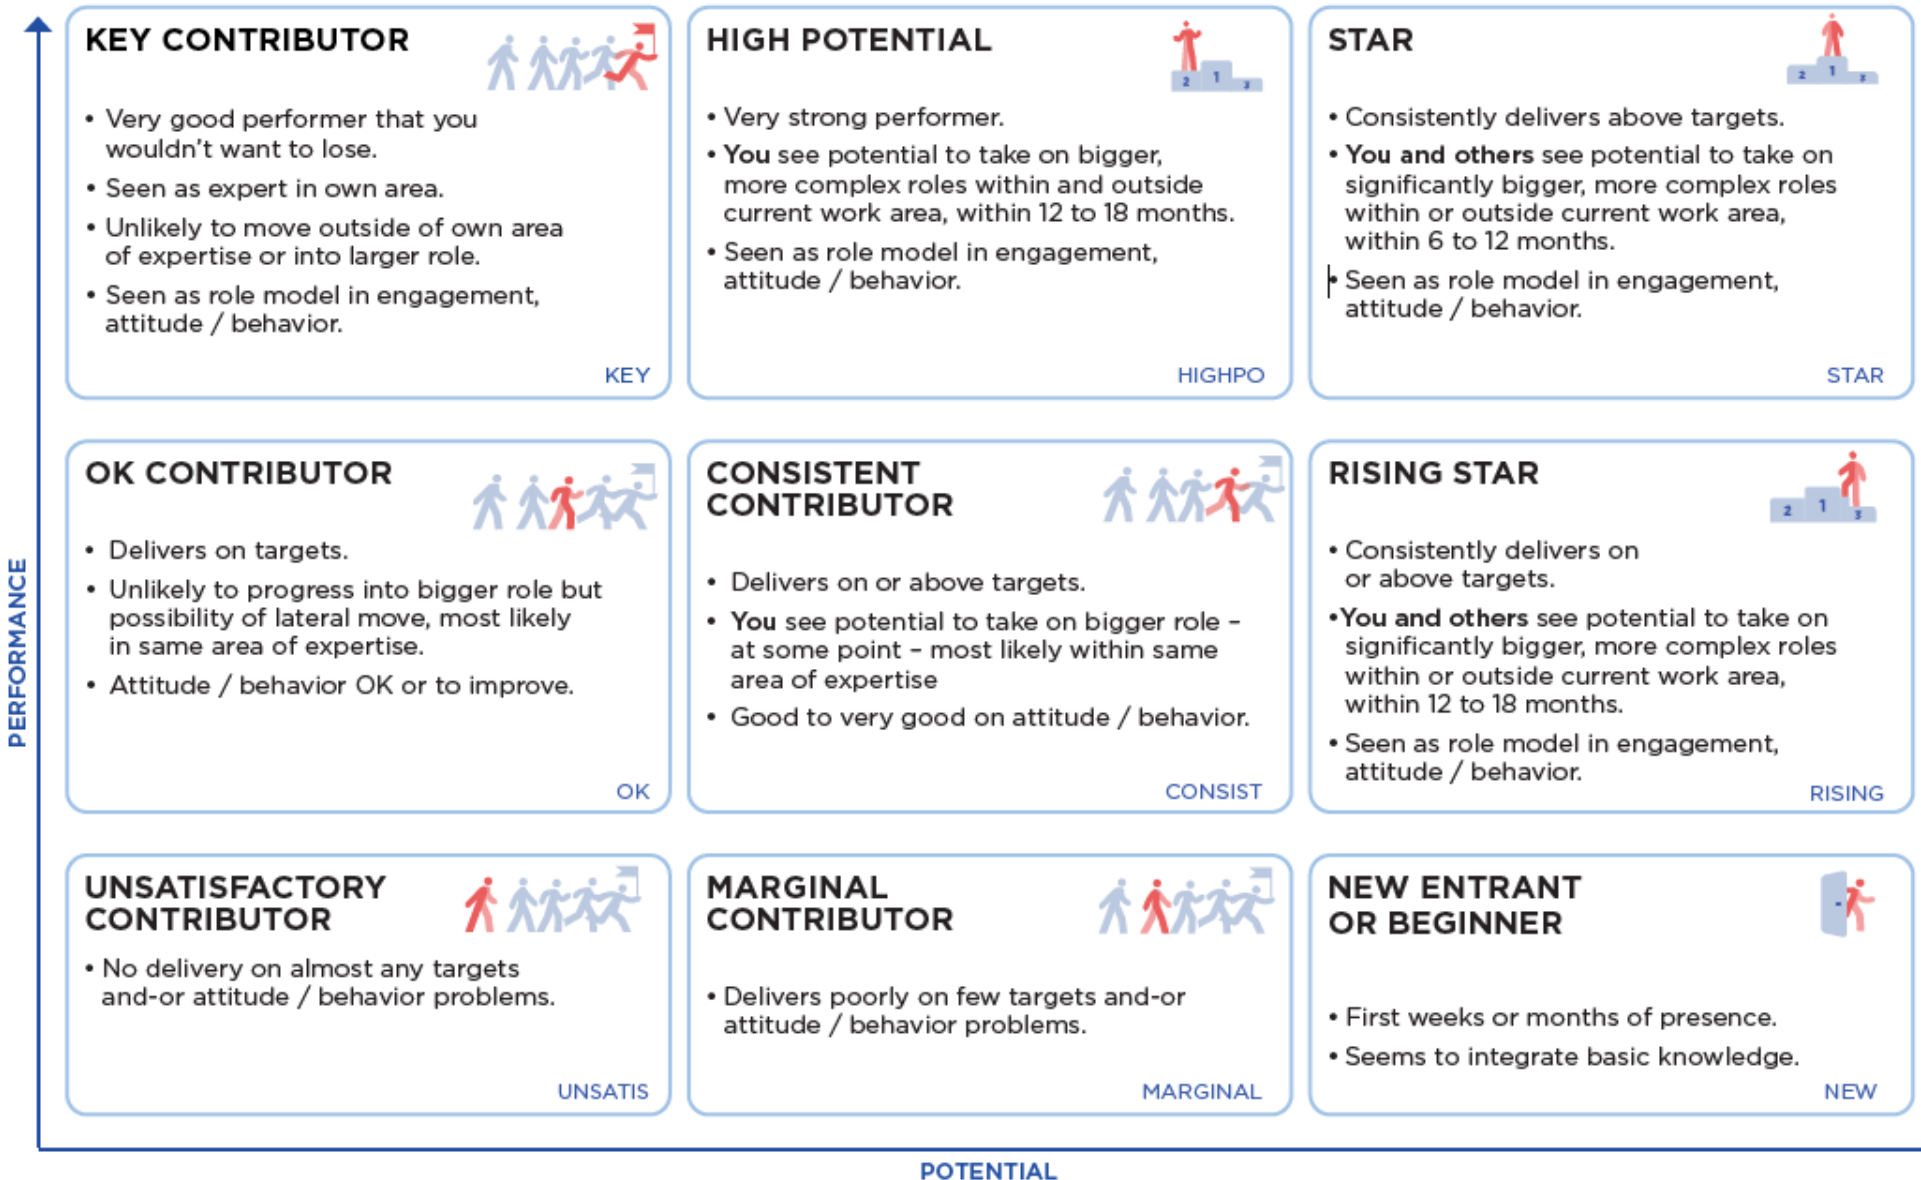 KEY CONTRIBUTOR
• Very good performer that you
wouldn't want to lose.
• Seen as expert in own area.
• Unlikely to move outside of own area
of expertise or into larger role.
• Seen as role model in engagement,
attitude / behavior.
KEY
HIGH POTENTIAL
2 1 3
• Very strong performer.
• You see potential to take on bigger,
more complex roles within and outside
current work area, within 12 to 18 months.
• Seen as role model in engagement,
attitude / behavior.
HIGHPO
STAR
2 1 3
• Consistently delivers above targets.
• You and others see potential to take on
significantly bigger, more complex roles
within or outside current work area,
within 6 to 12 months.
• Seen as role model in engagement,
attitude / behavior.
STAR
PERFORMANCE
OK CONTRIBUTOR
• Delivers on targets.
• Unlikely to progress into bigger role but
possibility of lateral move, most likely
in same area of expertise.
• Attitude / behavior OK or to improve.
OK
CONSISTENT
CONTRIBUTOR
• Delivers on or above targets.
• You see potential to take on bigger role –
at some point – most likely within same
area of expertise
• Good to very good on attitude / behavior.
CONSIST
RISING STAR
2 1 3
• Consistently delivers on
or above targets.
•You and others see potential to take on
significantly bigger, more complex roles
within or outside current work area,
within 12 to 18 months.
• Seen as role model in engagement,
attitude / behavior.
RISING
UNSATISFACTORY
CONTRIBUTOR
• No delivery on almost any targets
and-or attitude / behavior problems.
UNSATIS
MARGINAL
CONTRIBUTOR
• Delivers poorly on few targets and-or
attitude / behavior problems.
MARGINAL
NEW ENTRANT
OR BEGINNER
• First weeks or months of presence.
• Seems to integrate basic knowledge.
NEW
POTENTIAL